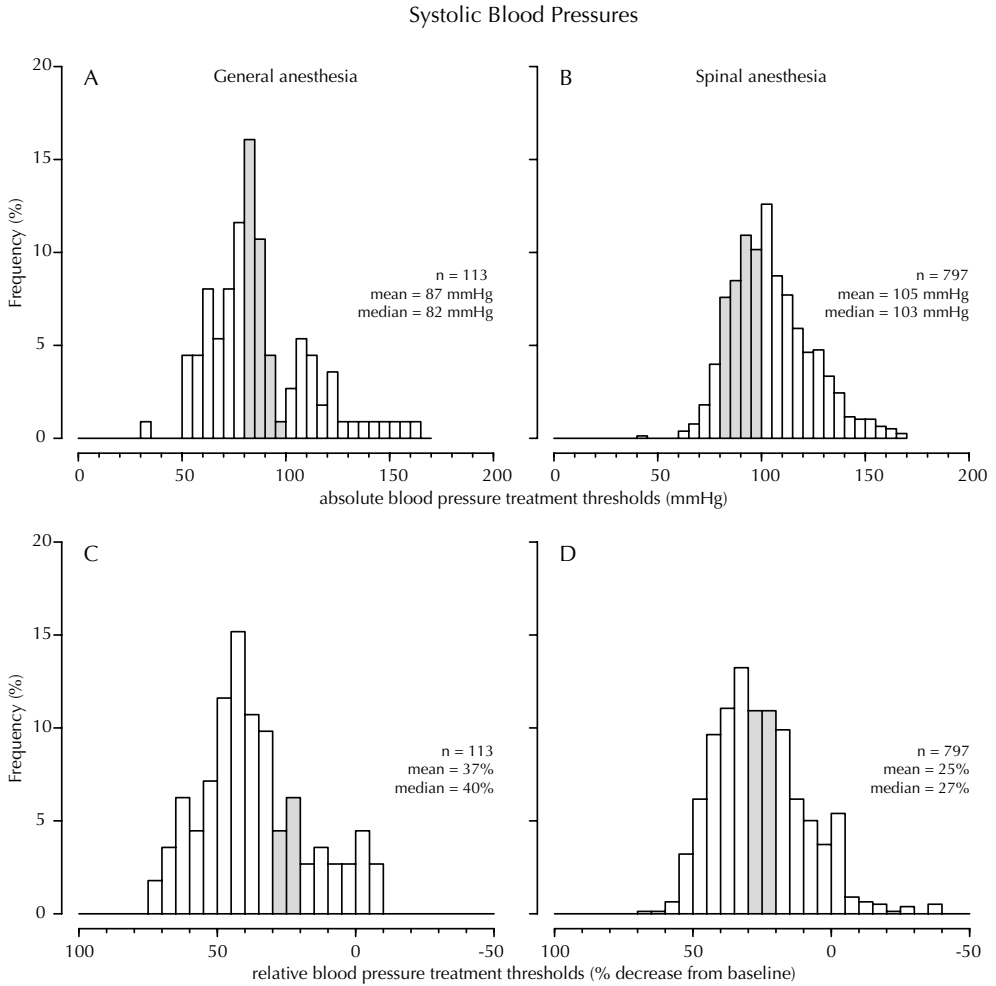 Systolic Blood Pressures
A
General anesthesia
B
Spinal anesthesia
Frequency (%)
20
15
10
5
0
n = 113
mean = 87 mmHg
median = 82 mmHg
n = 797
mean = 105 mmHg
median = 103 mmHg
0 50 100 150 200
0 50 100 150 200
absolute blood pressure treatment thresholds (mmHg)
C
D
Frequency (%)
20
15
10
5
0
n = 113
mean = 37%
median = 40%
n = 797
mean = 25%
median = 27%
100 50 0 -50
100 50 0 -50
relative blood pressure treatment thresholds (% decrease from baseline)